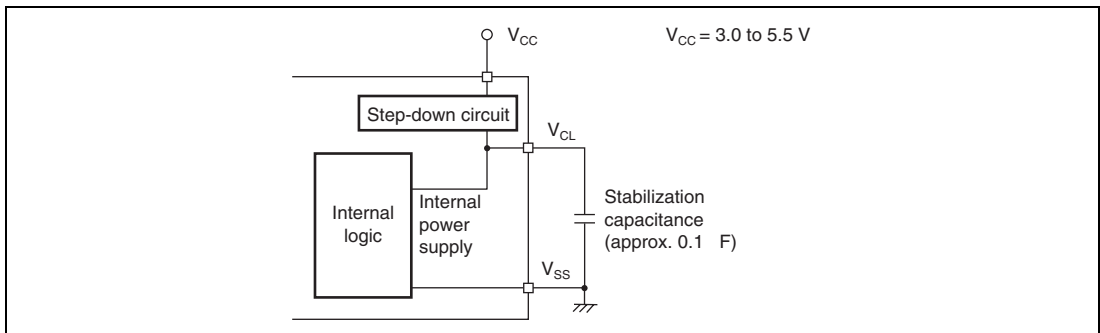 V_CC
V_CC = 3.0 to 5.5 V
Step-down circuit
V_CL
Internal
logic
Internal
power
supply
Stabilization
capacitance
(approx. 0.1 F)
V_SS